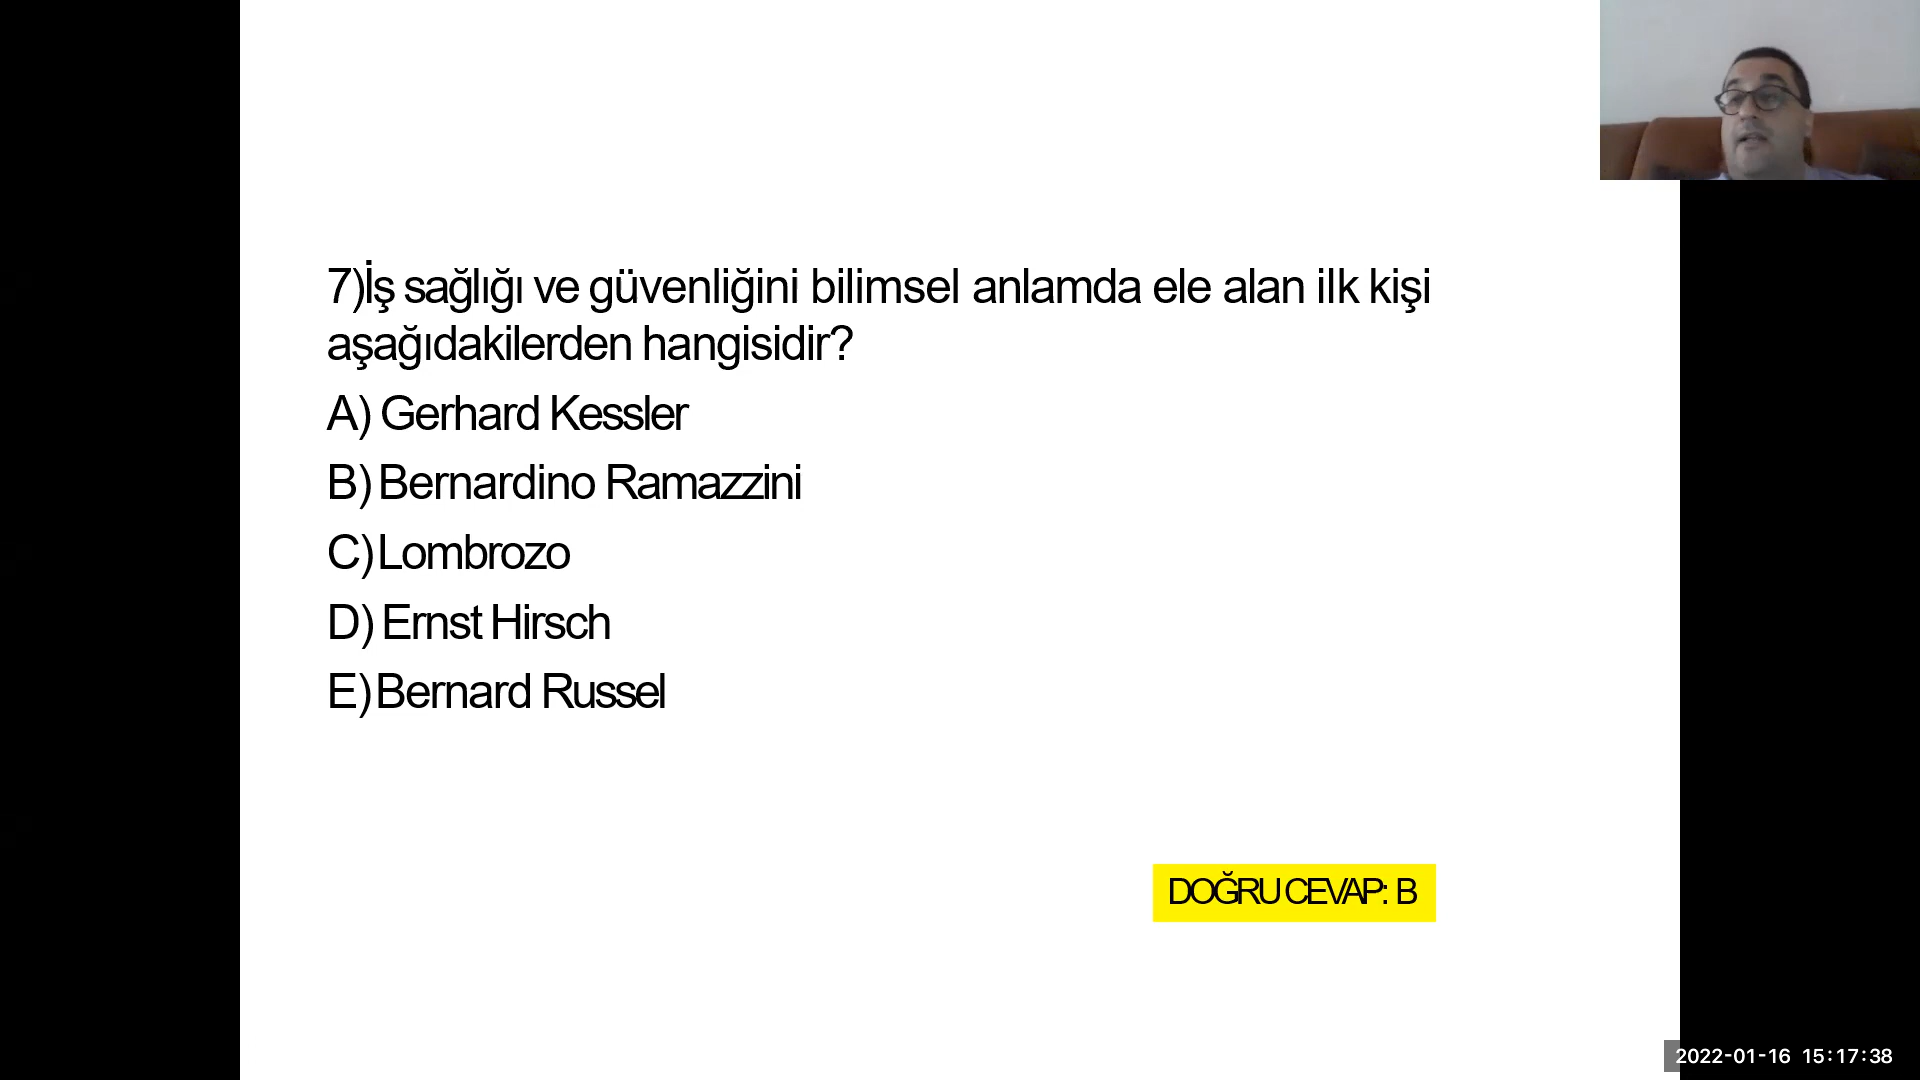 7)İş sağlığı ve güvenliğini bilimsel anlamda ele alan ilk kişi
aşağıdakilerden hangisidir?
A) Gerhard Kessler
B) Bernardino Ramazzini
C) Lombrozo
D) Ernst Hirsch
E) Bernard Russel
DOĞRU CEVAP: B
2022-01-16 15:17:38